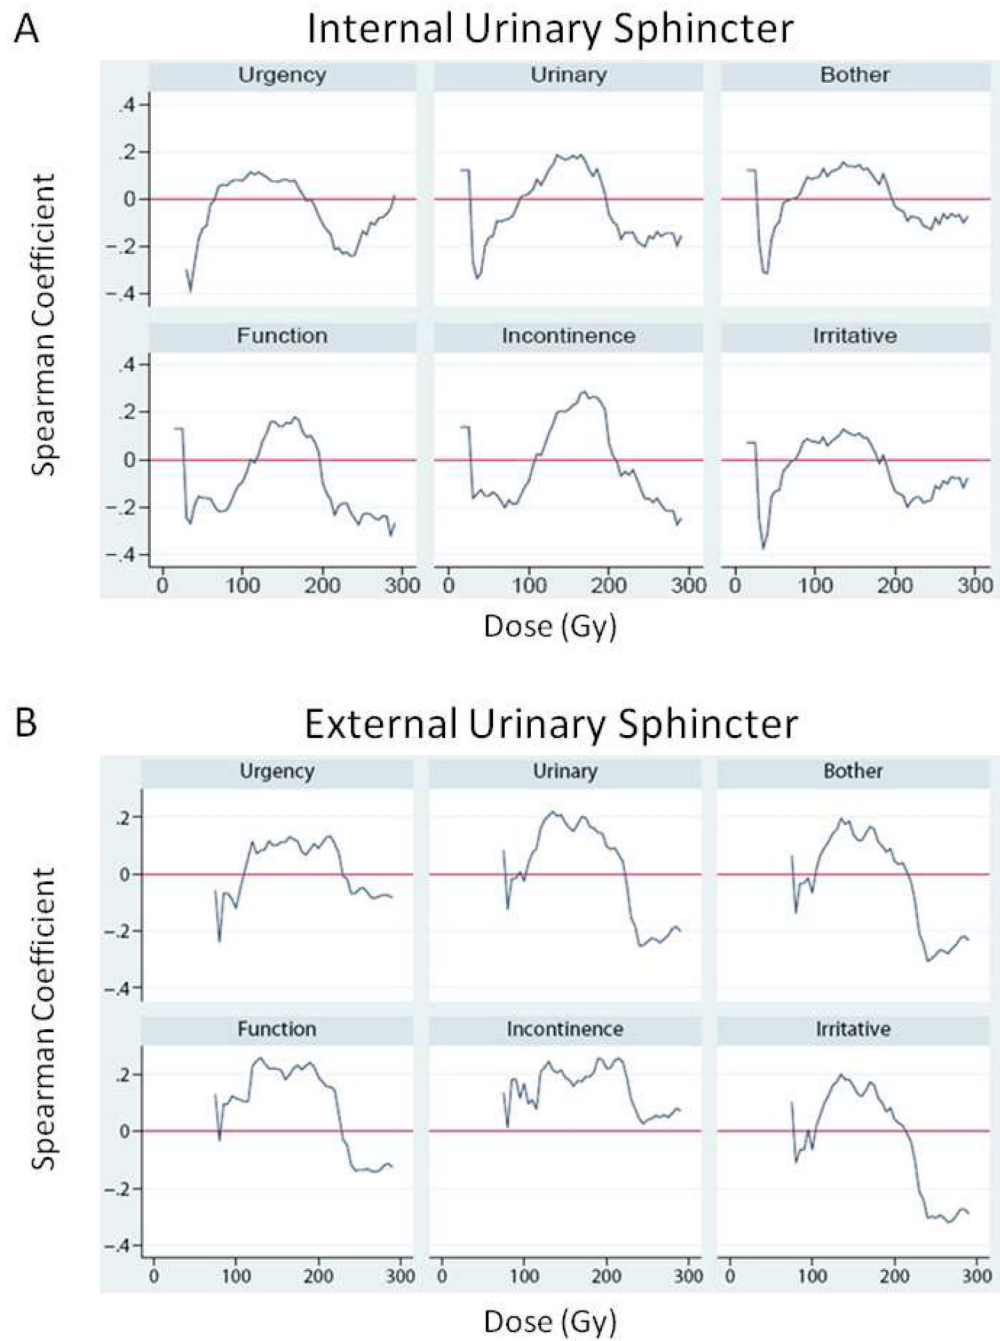 A
Internal Urinary Sphincter
Urgency
Urinary
Bother
.4
.2
0
-.2
-.4
Function
Incontinence
Irritative
.4
.2
0
-.2
-.4
0 100 200 300
0 100 200 300
0 100 200 300
Spearman Coefficient
Dose (Gy)
B
External Urinary Sphincter
Urgency
Urinary
Bother
.2
0
-.2
-.4
Function
Incontinence
Irritative
.2
0
-.2
-.4
0 100 200 300
0 100 200 300
0 100 200 300
Spearman Coefficient
Dose (Gy)